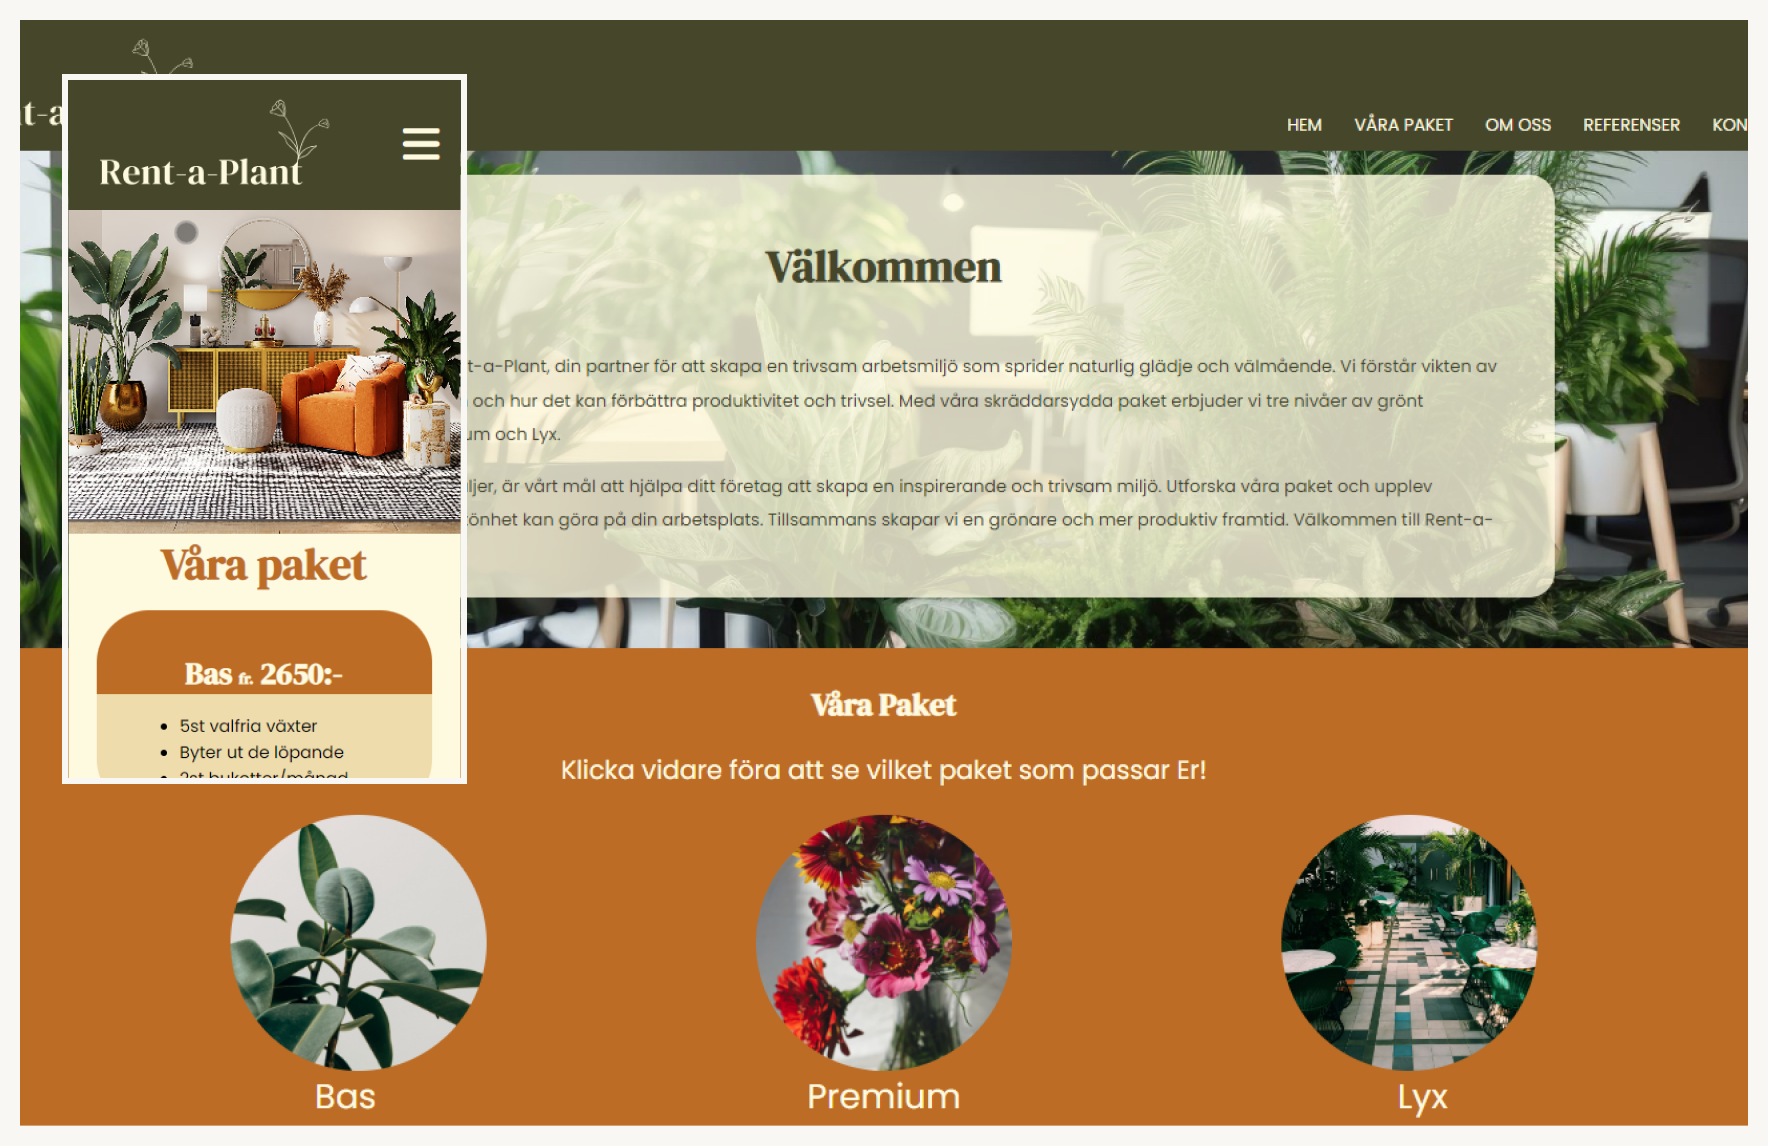 t-a
HEM VÅRA PAKET OM OSS REFERENSER KON
Rent-a-Plant
Våra paket
Bas fr. 2650:-
5st valfria växter
Byter ut de löpande
2st buketter/månad
Välkommen
t-a-Plant, din partner för att skapa en trivsam arbetsmiljö som sprider naturlig glädje och välmående. Vi förstår vikten av
och hur det kan förbättra produktivitet och trivsel. Med våra skräddarsydda paket erbjuder vi tre nivåer av grönt
um och Lyx.
ljer, är vårt mål att hjälpa ditt företag att skapa en inspirerande och trivsam miljö. Utforska våra paket och upplev
önhet kan göra på din arbetsplats. Tillsammans skapar vi en grönare och mer produktiv framtid. Välkommen till Rent-a-
Våra Paket
Klicka vidare föra att se vilket paket som passar Er!
Bas Premium Lyx